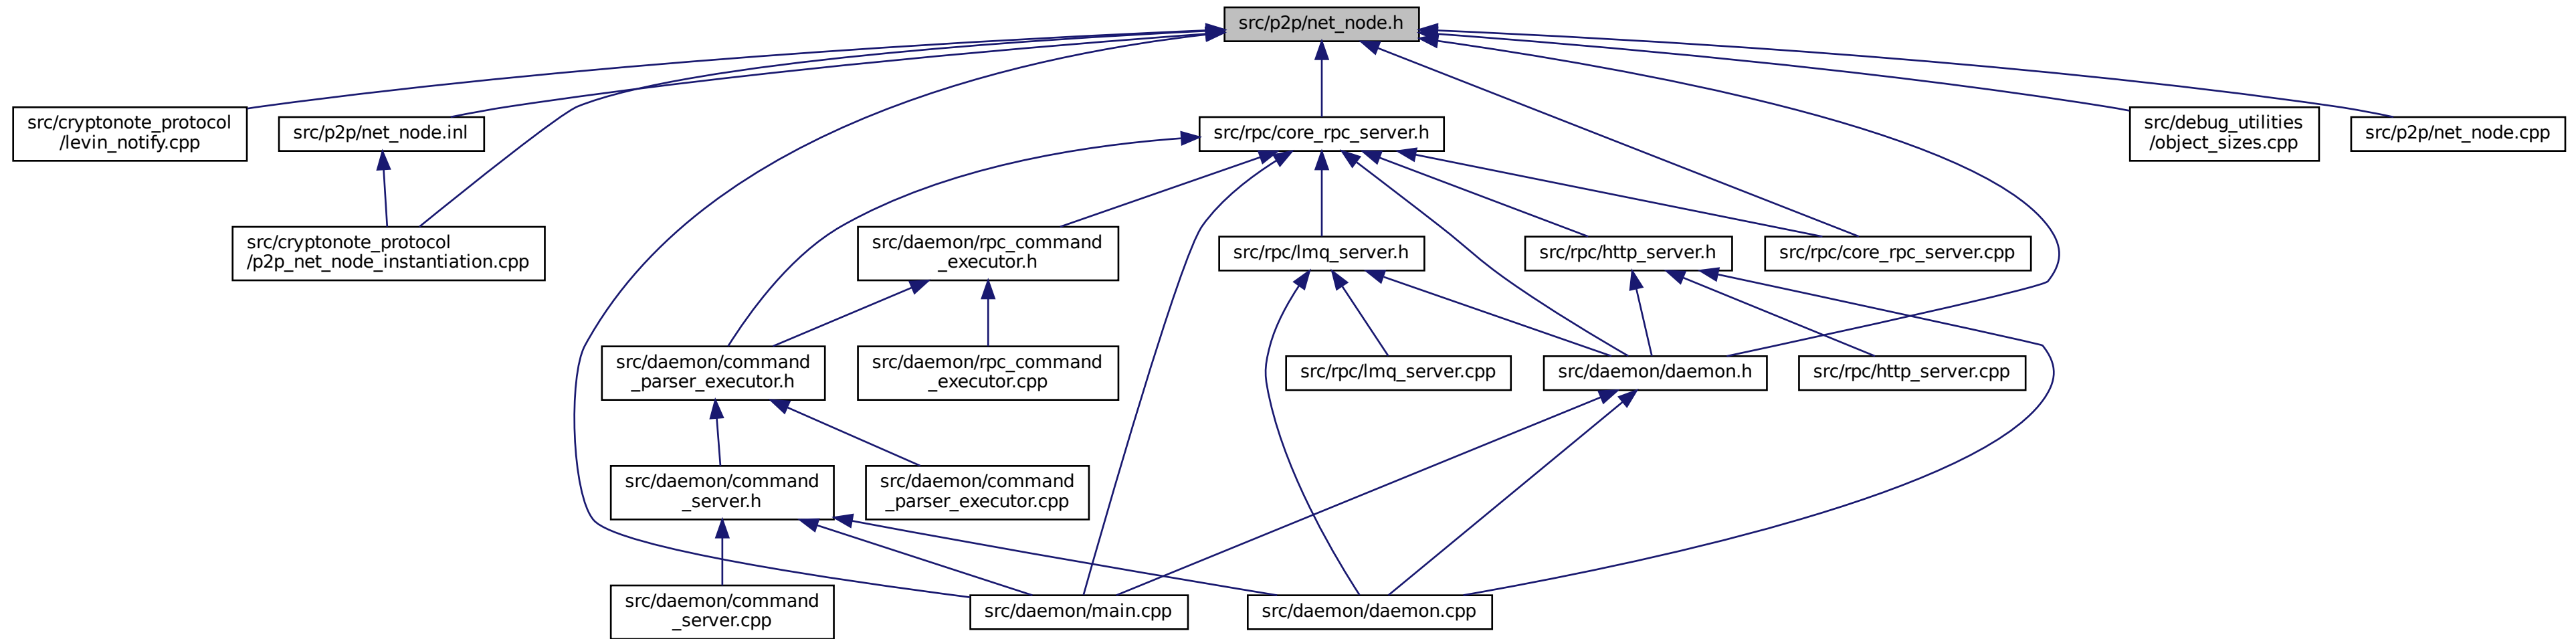 src/p2p/net_node.h
src/cryptonote_protocol
/levin_notify.cpp
src/p2p/net_node.inl
src/rpc/core_rpc_server.h
src/debug_utilities
/object_sizes.cpp
src/p2p/net_node.cpp
src/cryptonote_protocol
/p2p_net_node_instantiation.cpp
src/daemon/rpc_command
_executor.h
src/rpc/lmq_server.h
src/rpc/http_server.h
src/rpc/core_rpc_server.cpp
src/daemon/command
_parser_executor.h
src/daemon/rpc_command
_executor.cpp
src/rpc/lmq_server.cpp
src/daemon/daemon.h
src/rpc/http_server.cpp
src/daemon/command
_server.h
src/daemon/command
_parser_executor.cpp
src/daemon/command
_server.cpp
src/daemon/main.cpp
src/daemon/daemon.cpp